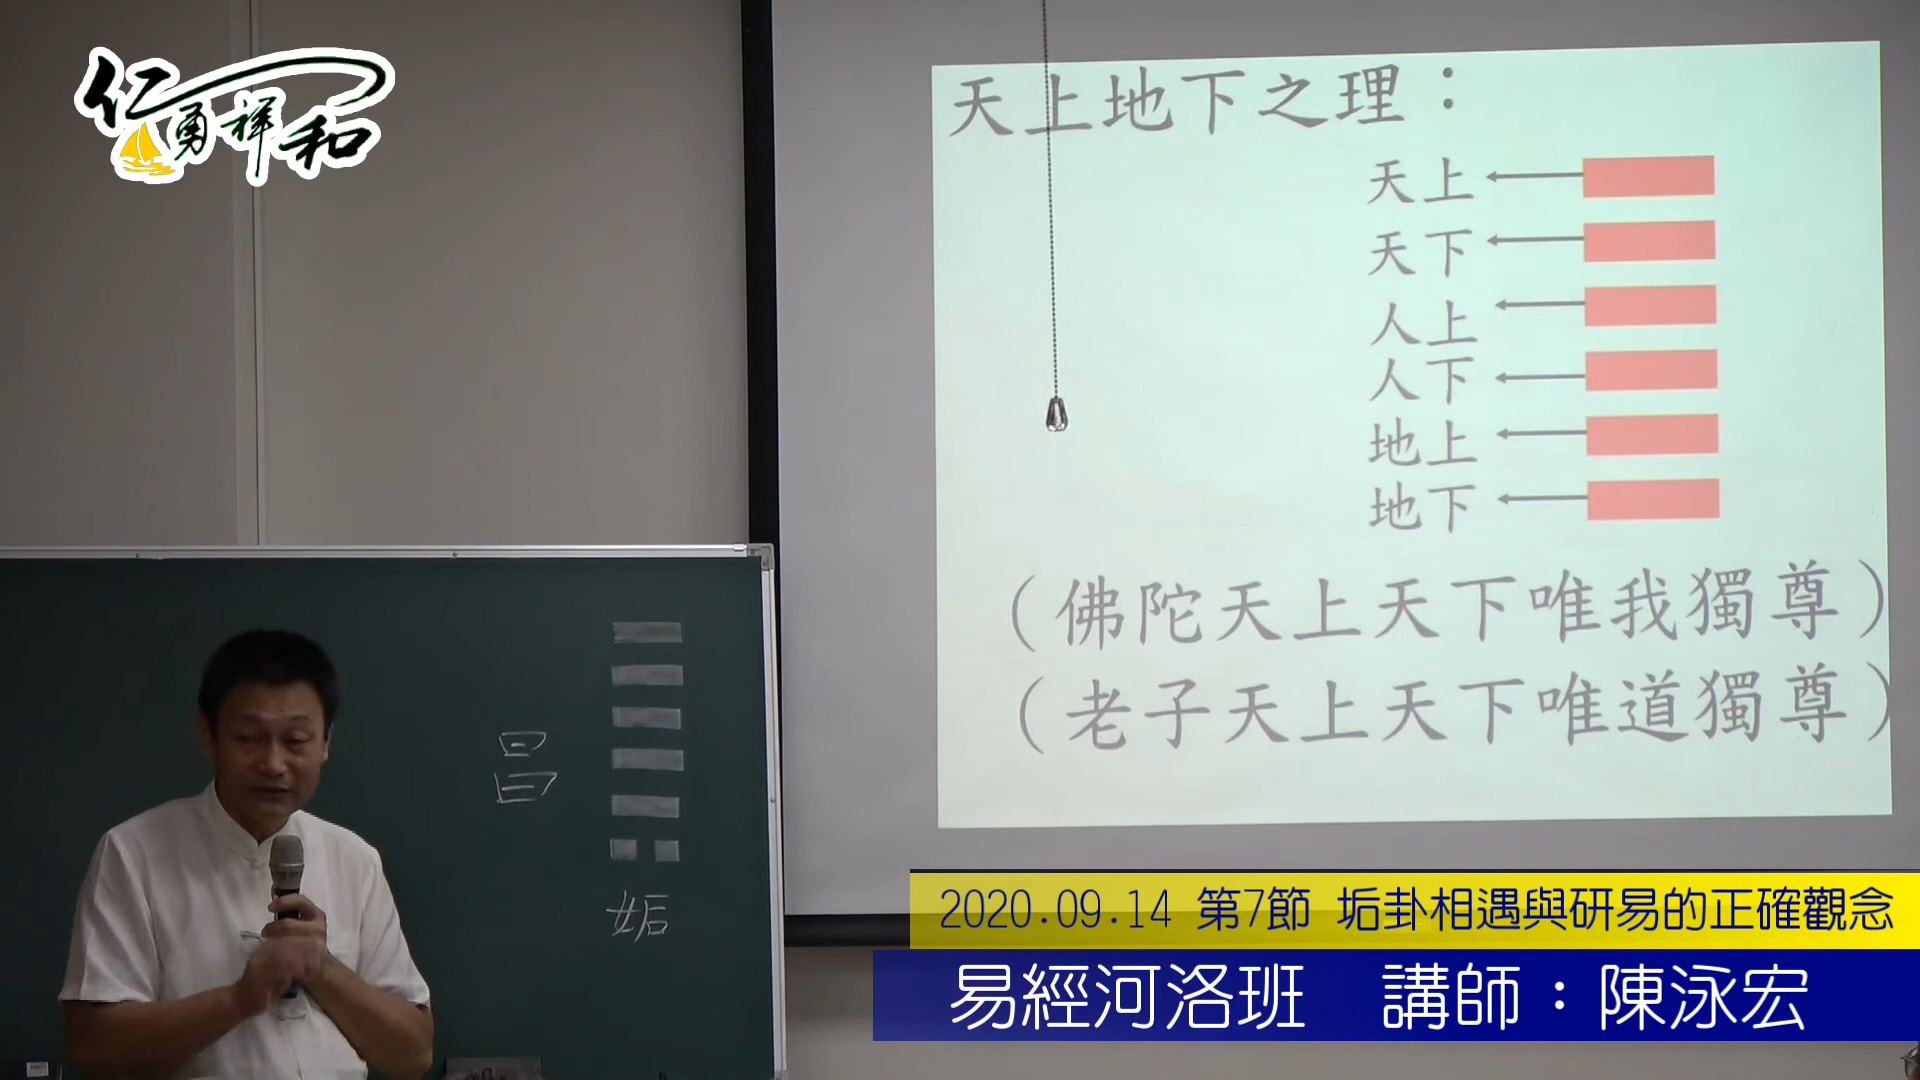 仁勇祥和
天上地下之理：
天上
天下
人上
人下
地上
地下
（佛陀天上天下唯我獨尊）
（老子天上天下唯道獨尊）
姤
2020.09.14 第7節 垢卦相遇與研易的正確觀念
易經河洛班 講師：陳泳宏